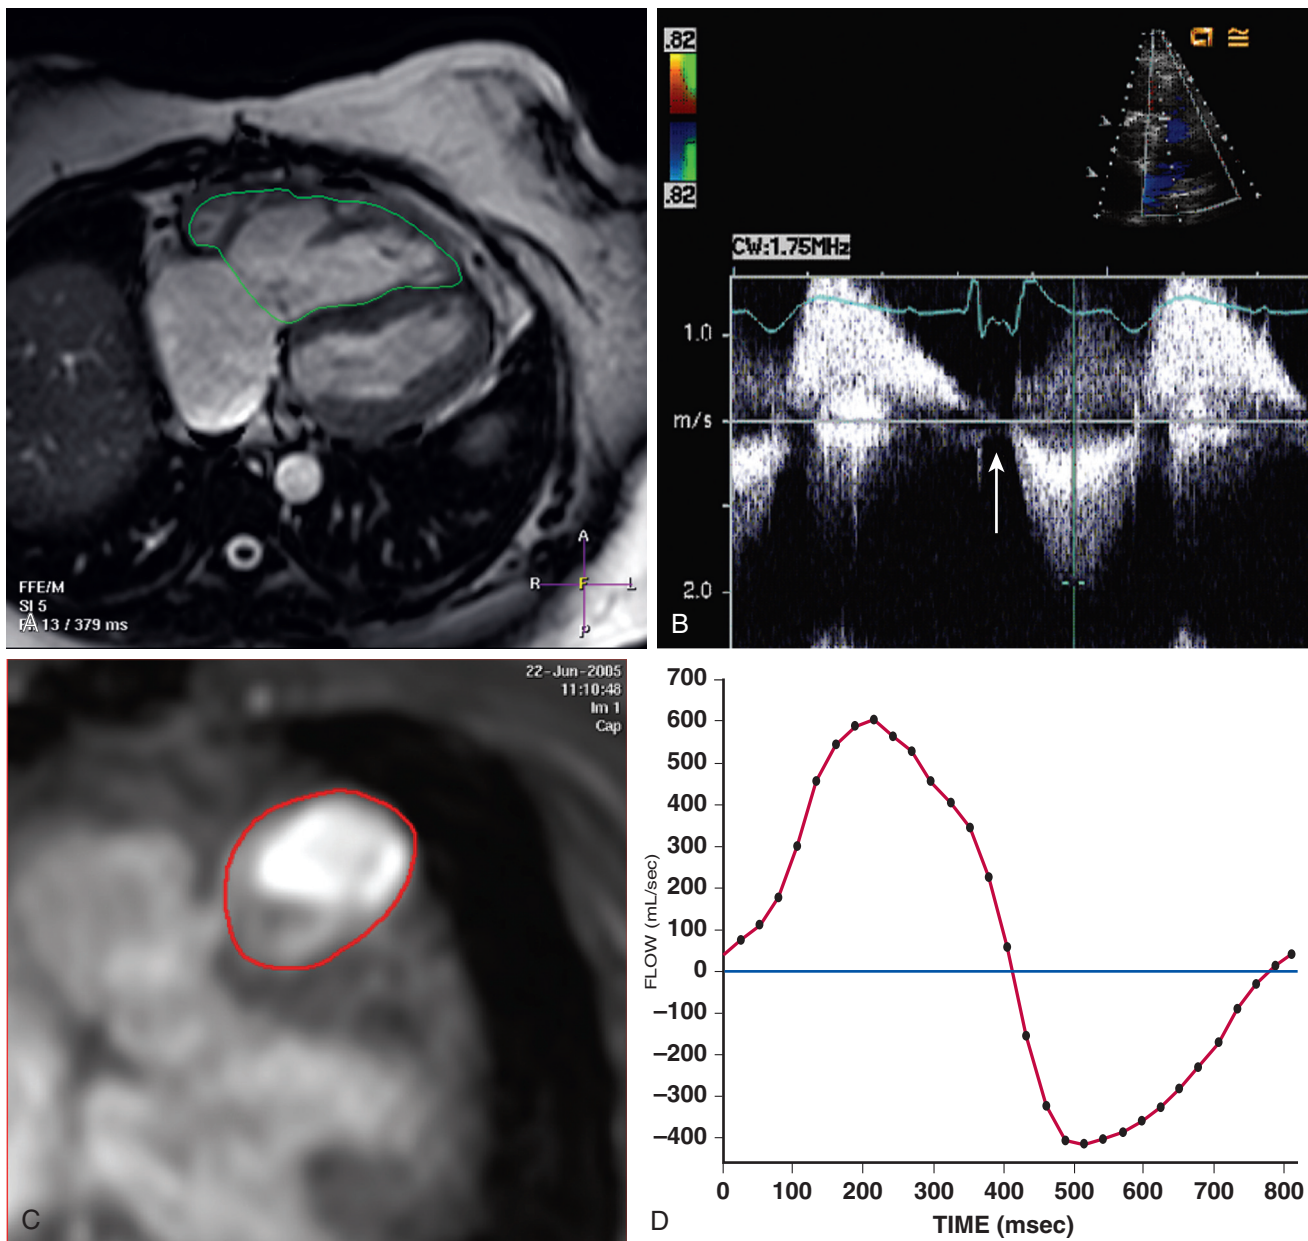 A
R
F
L
P
FFE/M
SI 5
13 / 379 ms
A
.82
.82
CW:1.75MHz
1.0
m/s
2.0
B
22-Jun-2005
11:10:48
Im 1
Cap
C
700
600
500
400
300
200
100
0
−100
−200
−300
−400
FLOW (mL/sec)
0 100 200 300 400 500 600 700 800
TIME (msec)
D